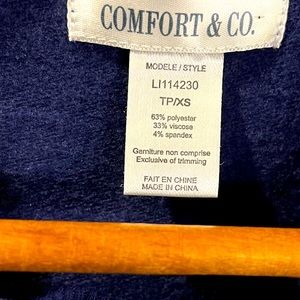 COMFORT & CO.
MODELE / STYLE
LI114230
TP/XS
63% polyester
33% viscose
4% spandex
Garniture non comprise
Exclusive of trimming
FAIT EN CHINE
MADE IN CHINA